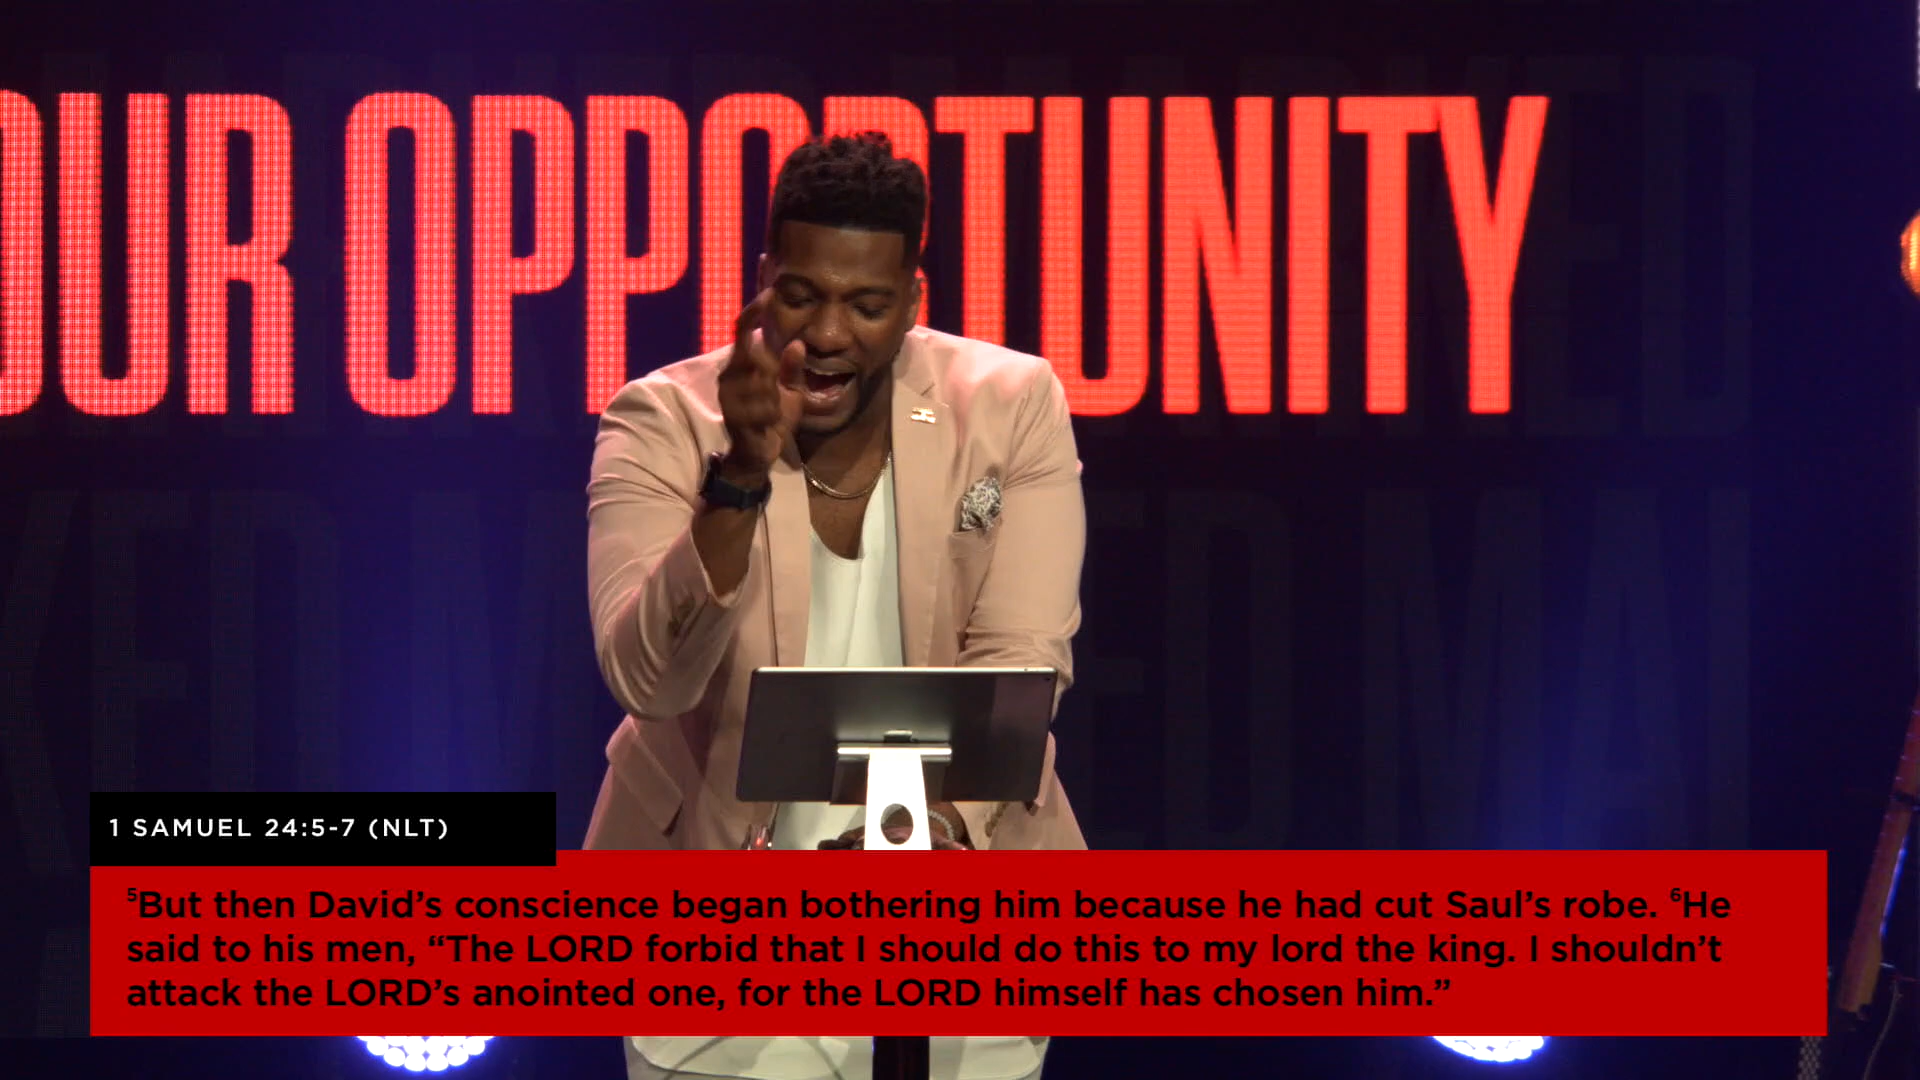 OUR OPPORTUNITY
1 SAMUEL 24:5-7 (NLT)
⁵But then David’s conscience began bothering him because he had cut Saul’s robe. ⁶He
said to his men, “The LORD forbid that I should do this to my lord the king. I shouldn’t
attack the LORD’s anointed one, for the LORD himself has chosen him.”